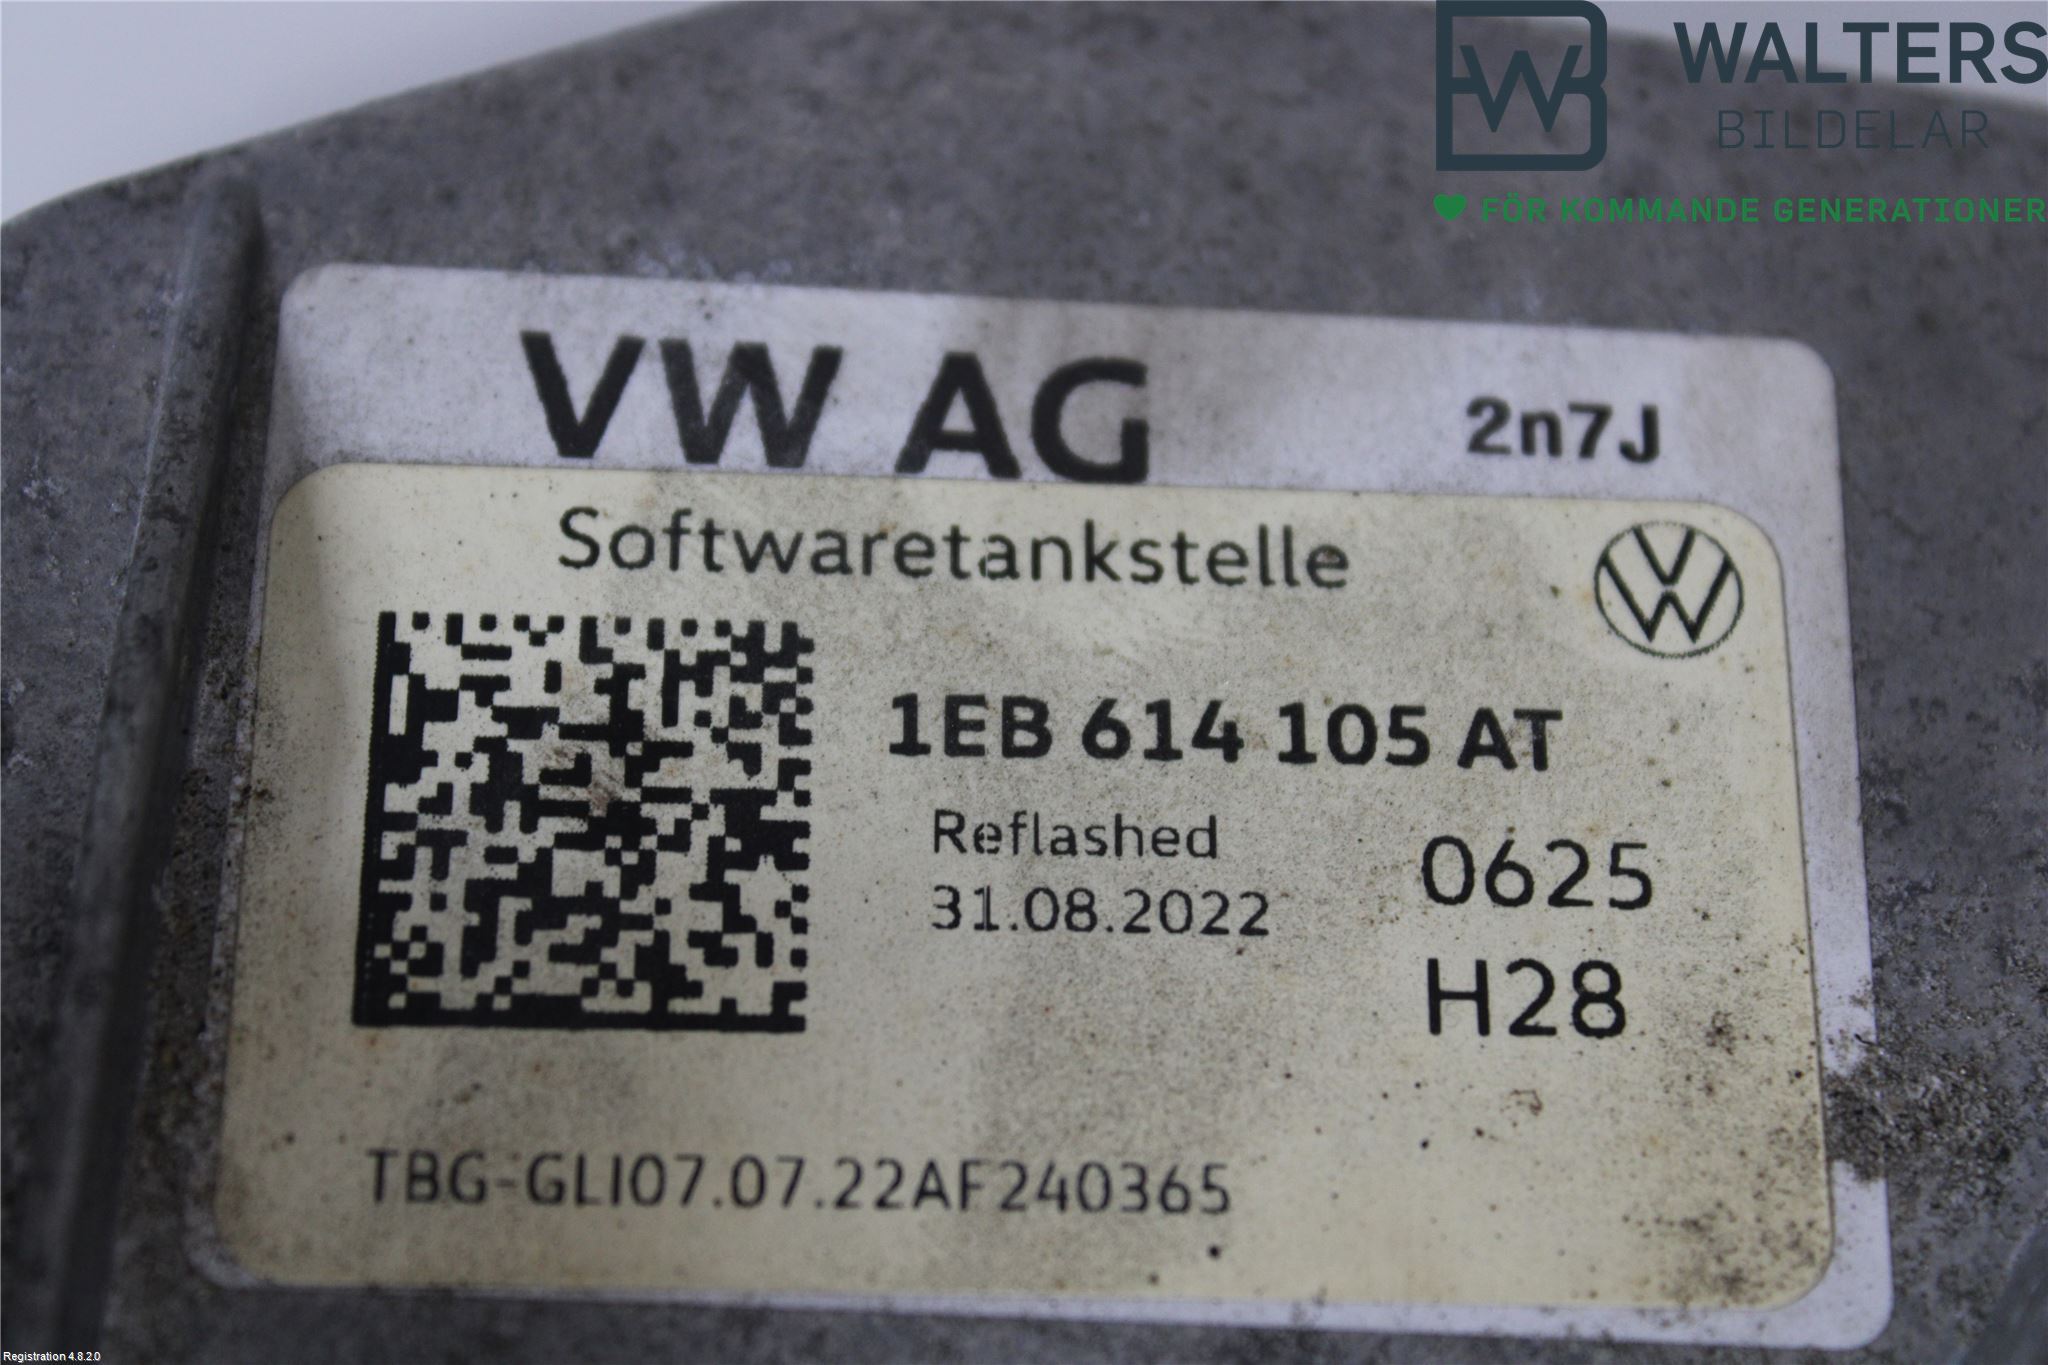 WALTERS
BILDELAR
FÖR KOMMANDE GENERATIONER
VW AG 2n7J
Softwaretankstelle
1EB 614 105 AT
Reflashed 0625
31.08.2022
H28
TBG-GLI07.07.22AF240365
Registration 4.8.2.0